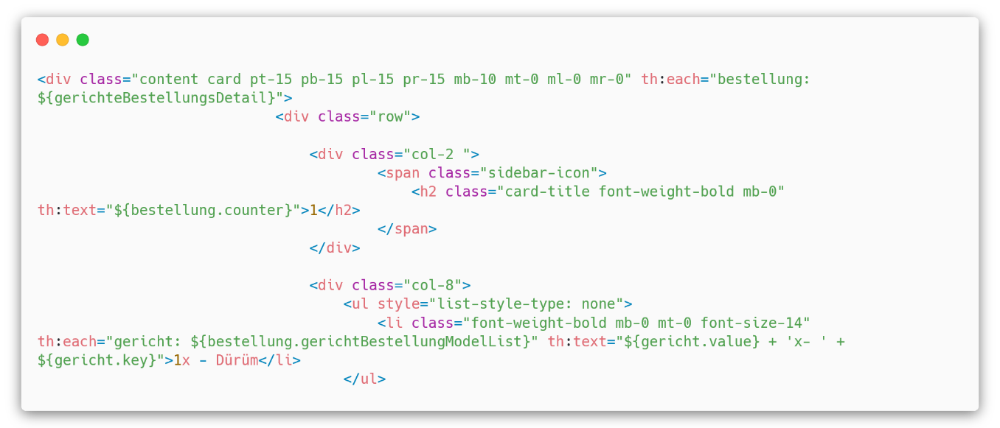 <div class="content card pt-15 pb-15 pl-15 pr-15 mb-10 mt-0 ml-0 mr-0" th:each="bestellung:
${gerichteBestellungsDetail}">
<div class="row">
<div class="col-2 ">
<span class="sidebar-icon">
<h2 class="card-title font-weight-bold mb-0"
th:text="${bestellung.counter}">1</h2>
</span>
</div>
<div class="col-8">
<ul style="list-style-type: none">
<li class="font-weight-bold mb-0 mt-0 font-size-14"
th:each="gericht: ${bestellung.gerichtBestellungModelList}" th:text="${gericht.value} + 'x- ' +
${gericht.key}">1x - Dürüm</li>
</ul>